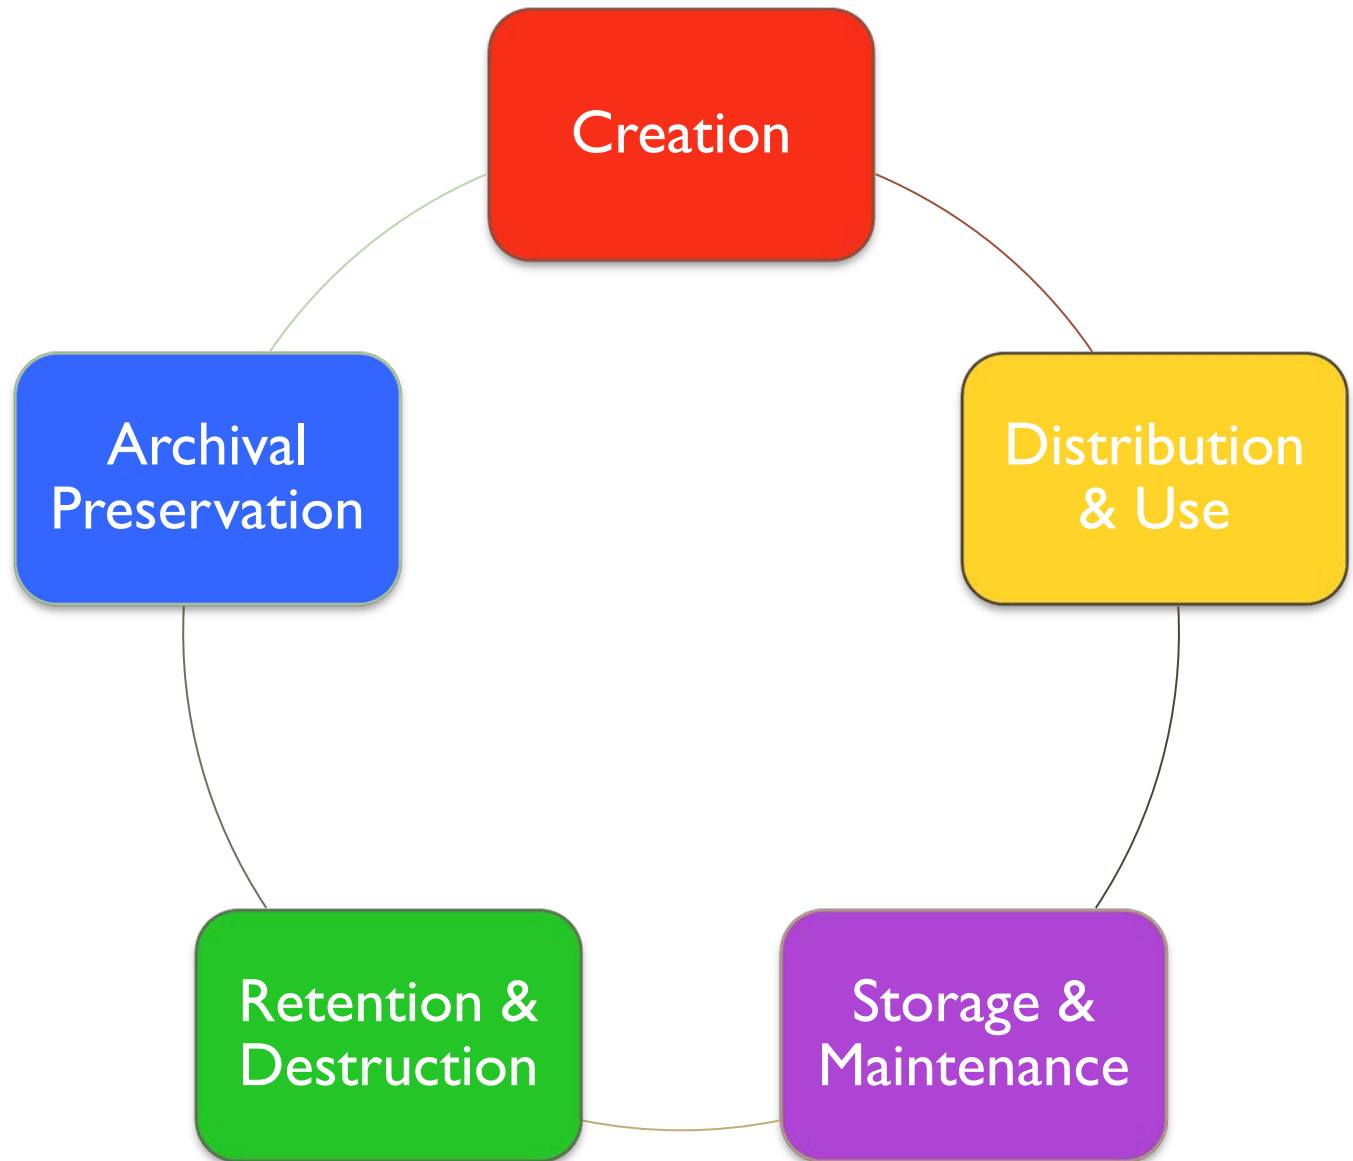 Creation
Distribution
& Use
Storage &
Maintenance
Retention &
Destruction
Archival
Preservation